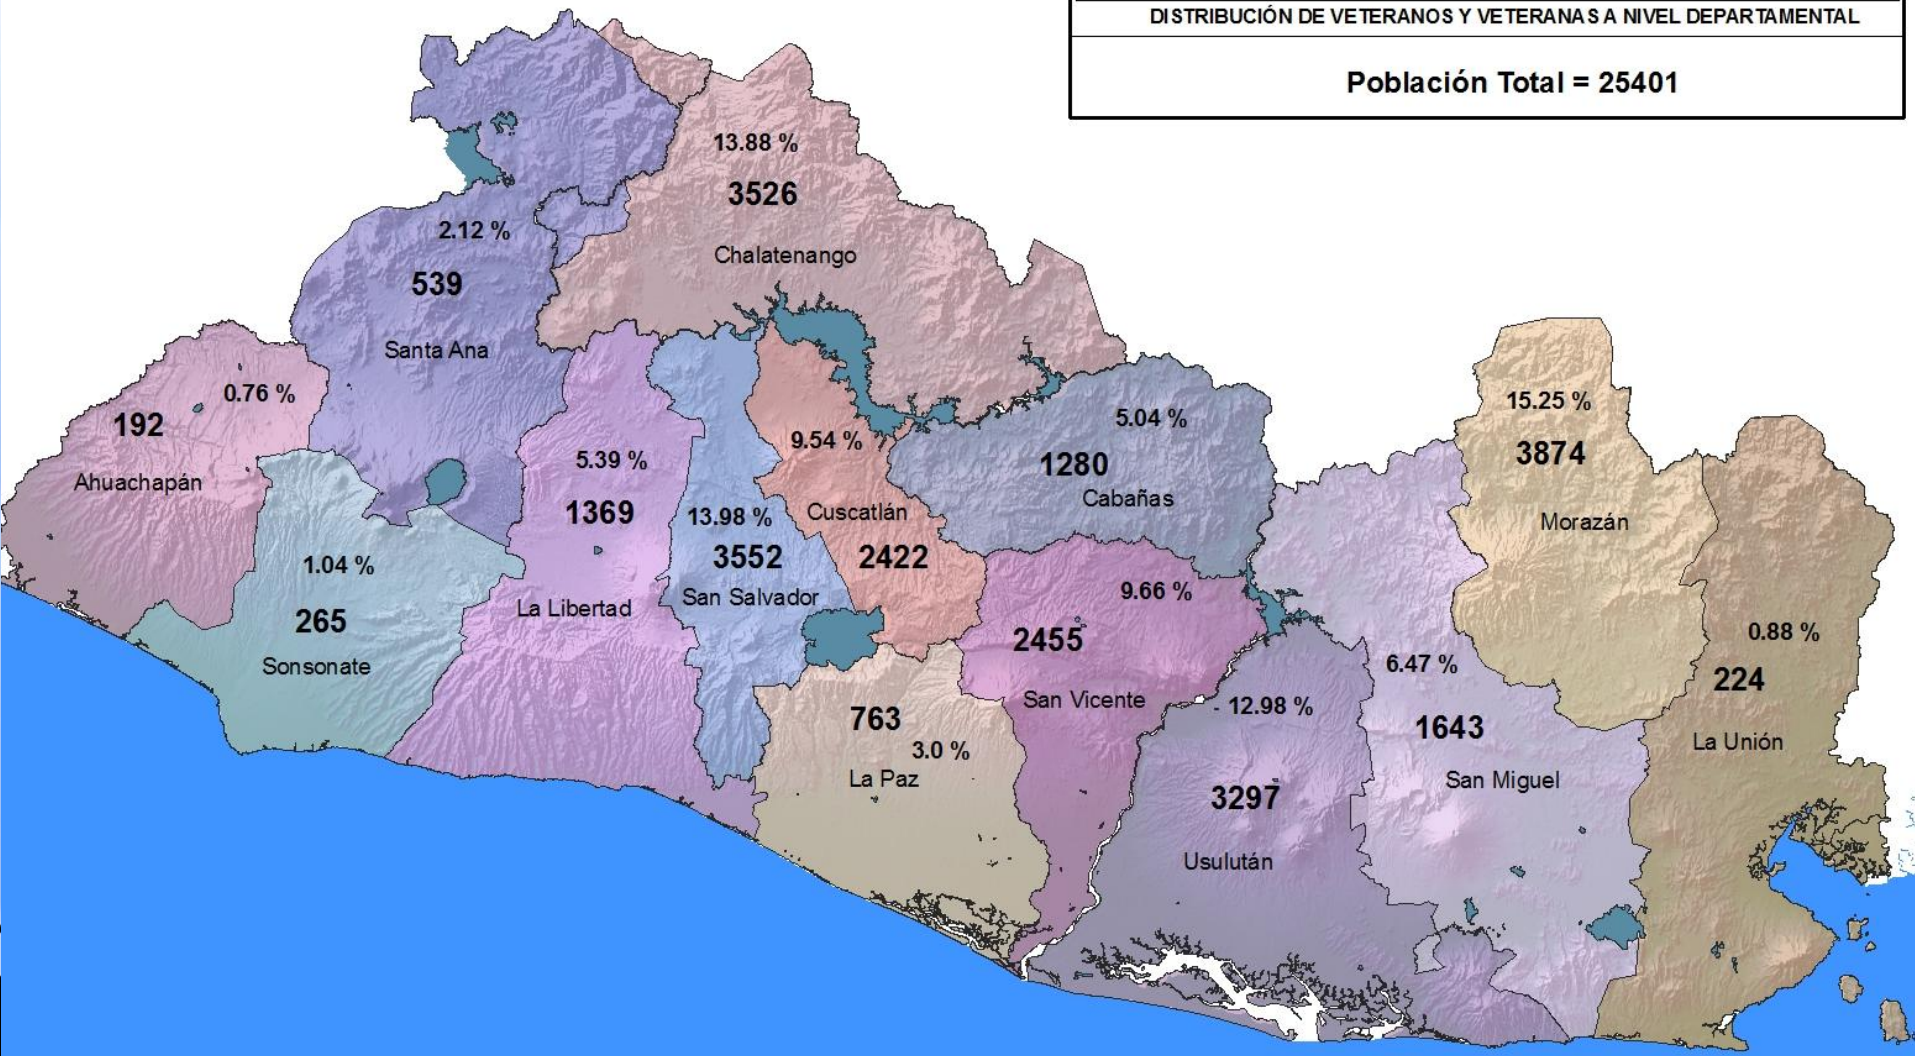 DISTRIBUCIÓN DE VETERANOS Y VETERANAS A NIVEL DEPARTAMENTAL
Población Total = 25401
13.88 %
3526
Chalatenango
2.12 %
539
Santa Ana
0.76 %
192
Ahuachapán
1.04 %
265
Sonsonate
5.39 %
1369
La Libertad
13.98 %
3552
San Salvador
9.54 %
Cuscatlán
2422
5.04 %
1280
Cabañas
9.66 %
2455
San Vicente
763
3.0 %
La Paz
12.98 %
3297
Usulután
6.47 %
1643
San Miguel
15.25 %
3874
Morazán
0.88 %
224
La Unión